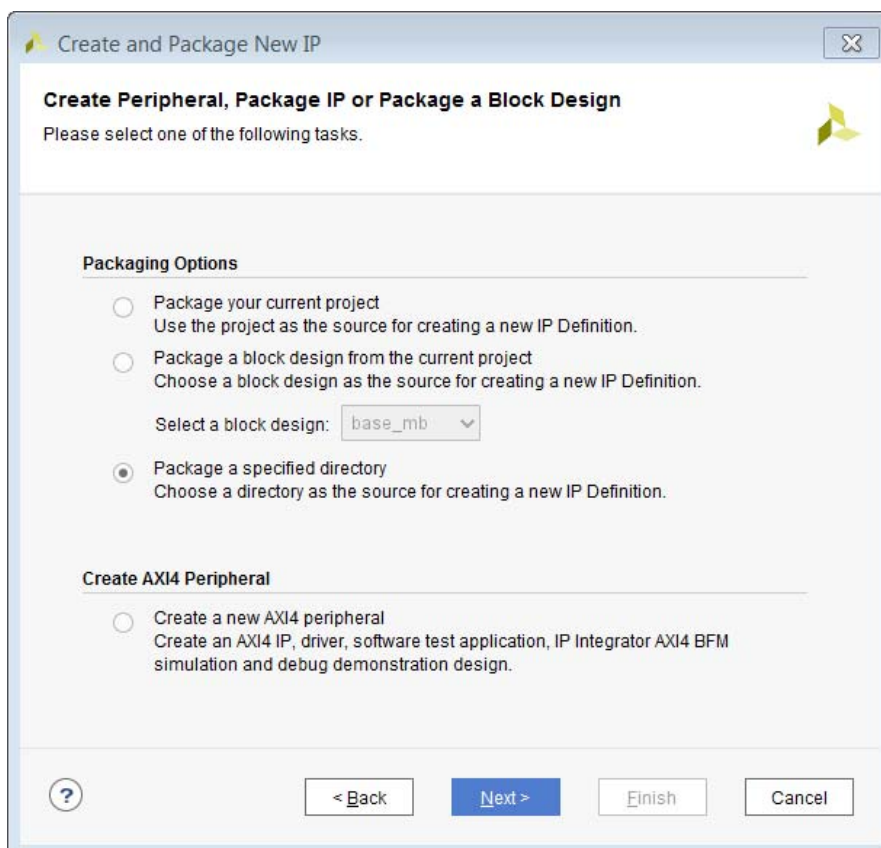 Create and Package New IP
Create Peripheral, Package IP or Package a Block Design
Please select one of the following tasks.
Packaging Options
Package your current project
Use the project as the source for creating a new IP Definition.
Package a block design from the current project
Choose a block design as the source for creating a new IP Definition.
Select a block design: base_mb
Package a specified directory
Choose a directory as the source for creating a new IP Definition.
Create AXI4 Peripheral
Create a new AXI4 peripheral
Create an AXI4 IP, driver, software test application, IP Integrator AXI4 BFM
simulation and debug demonstration design.
? < Back Next > Finish Cancel